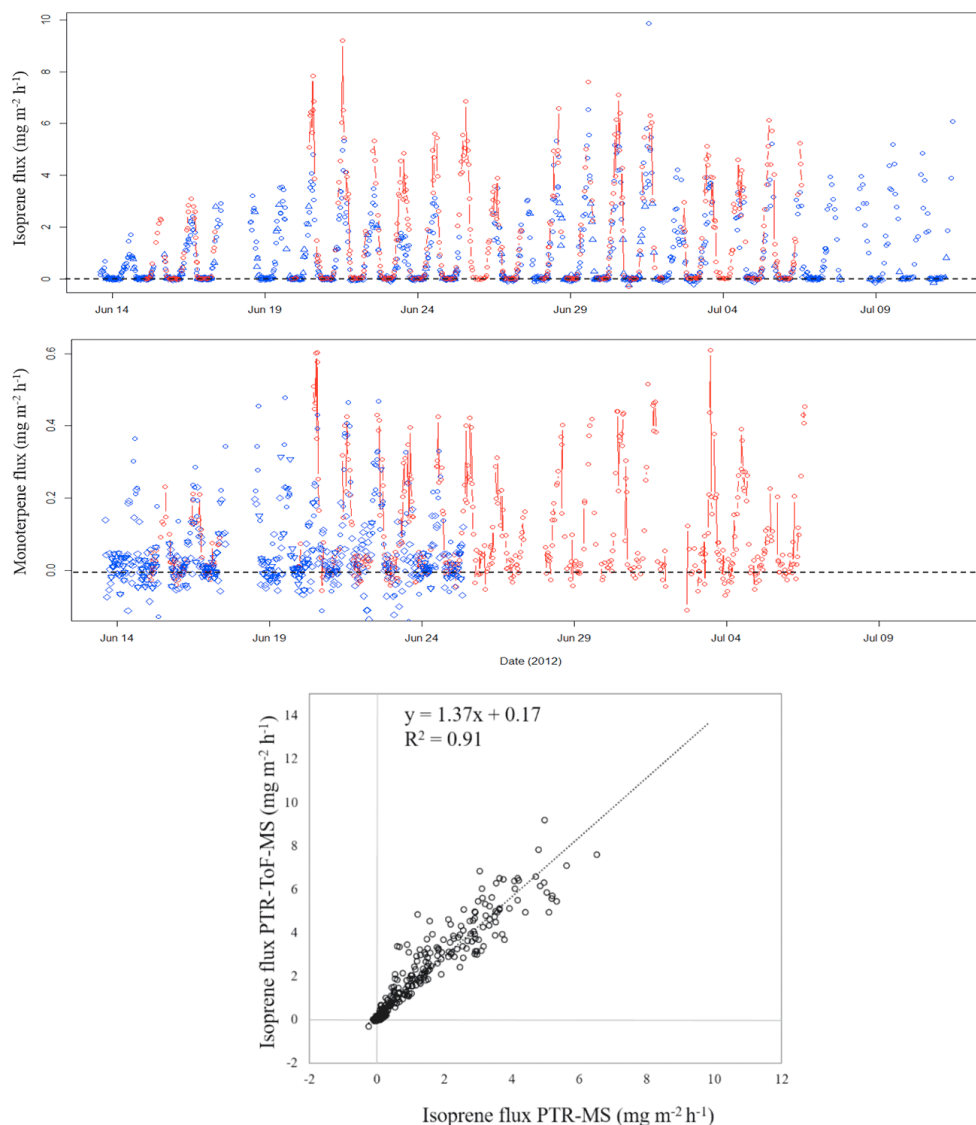 Isoprene flux (mg m⁻² h⁻¹)
10
8
6
4
2
0
Jun 14 Jun 19 Jun 24 Jun 29 Jul 04 Jul 09
Monoterpene flux (mg m⁻² h⁻¹)
0.6
0.4
0.2
0.0
Jun 14 Jun 19 Jun 24 Jun 29 Jul 04 Jul 09
Date (2012)
y = 1.37x + 0.17
R² = 0.91
Isoprene flux PTR-ToF-MS (mg m⁻² h⁻¹)
14
12
10
8
6
4
2
0
-2
-2 0 2 4 6 8 10 12
Isoprene flux PTR-MS (mg m⁻² h⁻¹)